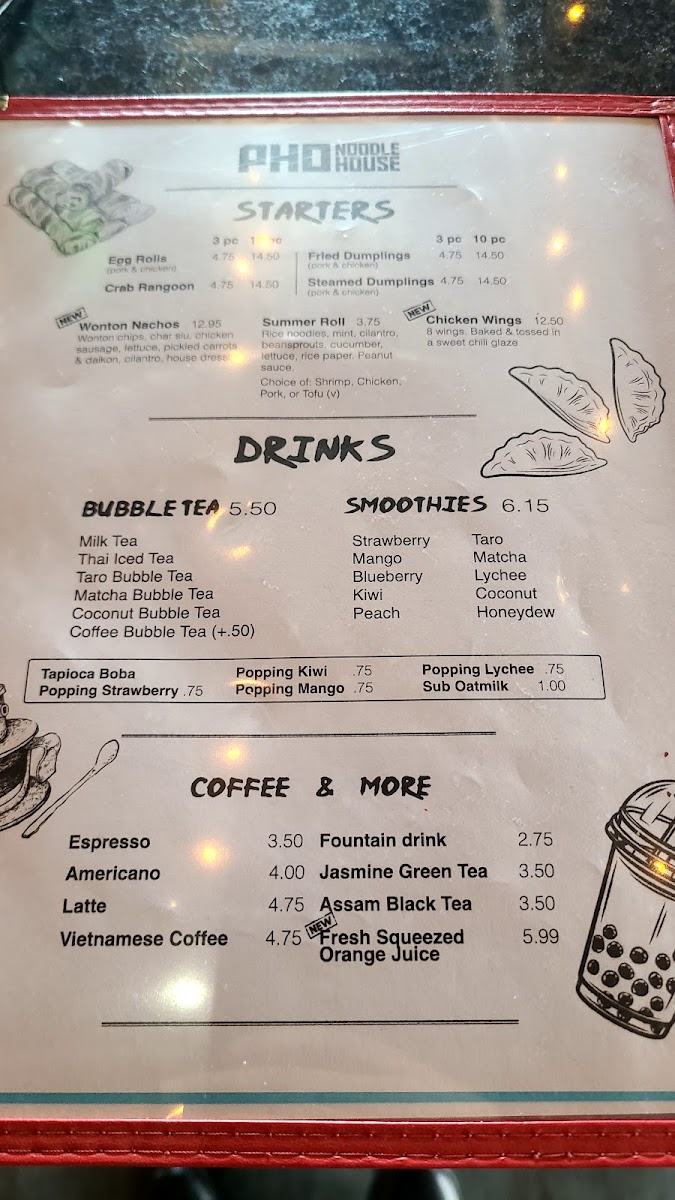 PHO NOODLE HOUSE
STARTERS
3 pc 10 pc
Egg Rolls 4.75 14.50
(pork & chicken)
Crab Rangoon 4.75 14.50
3 pc 10 pc
Fried Dumplings 4.75 14.50
(pork & chicken)
Steamed Dumplings 4.75 14.50
(pork & chicken)
NEW
Wonton Nachos 12.95
Wonton chips, char siu, chicken
sausage, lettuce, pickled carrots
& daikon, cilantro, house dress
Summer Roll 3.75
Rice noodles, mint, cilantro,
beansprouts, cucumber,
lettuce, rice paper. Peanut
sauce.
Choice of: Shrimp, Chicken,
Pork, or Tofu (v)
NEW
Chicken Wings 12.50
8 wings. Baked & tossed in
a sweet chili glaze
DRINKS
BUBBLE TEA 5.50
Milk Tea
Thai Iced Tea
Taro Bubble Tea
Matcha Bubble Tea
Coconut Bubble Tea
Coffee Bubble Tea (+.50)
SMOOTHIES 6.15
Strawberry Taro
Mango Matcha
Blueberry Lychee
Kiwi Coconut
Peach Honeydew
Tapioca Boba Popping Kiwi .75 Popping Lychee .75
Popping Strawberry .75 Popping Mango .75 Sub Oatmilk 1.00
COFFEE & MORE
Espresso 3.50 Fountain drink 2.75
Americano 4.00 Jasmine Green Tea 3.50
Latte 4.75 Assam Black Tea 3.50
Vietnamese Coffee 4.75 NEW Fresh Squeezed 5.99
Orange Juice